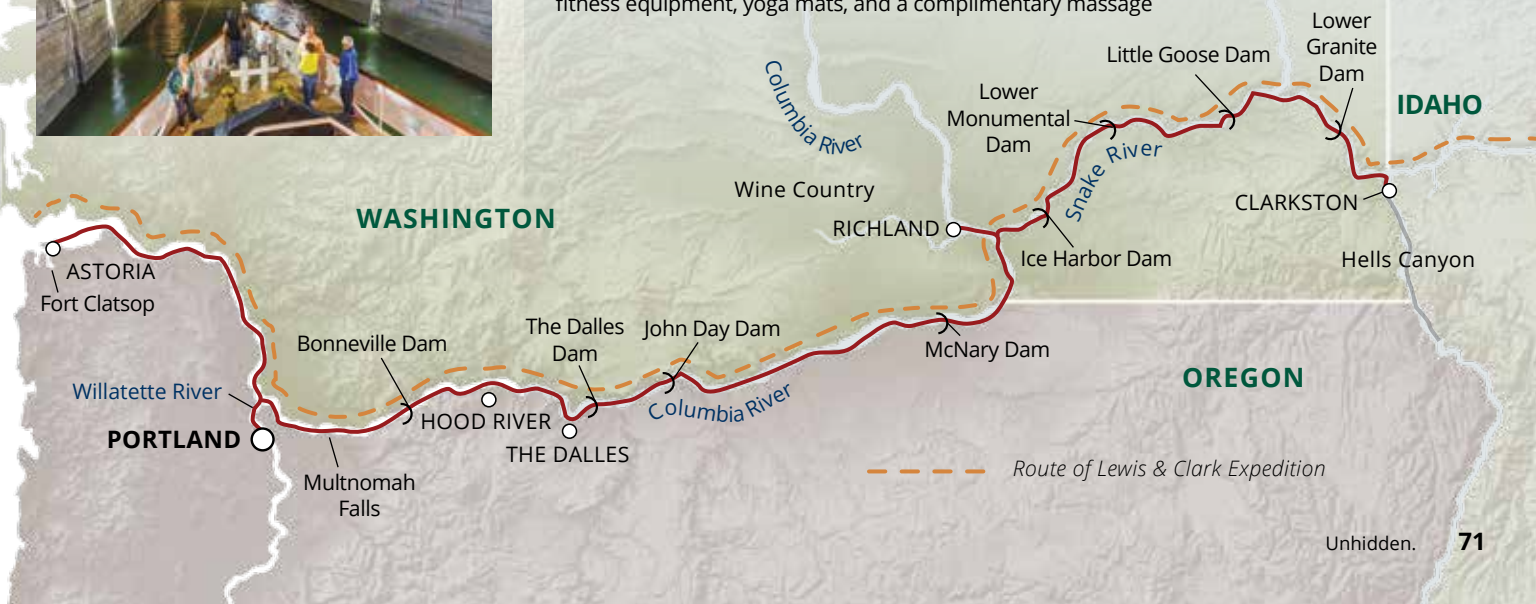 fitness equipment, yoga mats, and a complimentary massage
Lower
Granite
Dam
Little Goose Dam
IDAHO
Columbia River
Lower
Monumental
Dam
Snake River
Wine Country
WASHINGTON
RICHLAND
CLARKSTON
Ice Harbor Dam
Hells Canyon
ASTORIA
Fort Clatsop
Bonneville Dam
The Dalles
Dam
John Day Dam
McNary Dam
OREGON
Willatette River
Columbia River
HOOD RIVER
PORTLAND
THE DALLES
Multnomah
Falls
Route of Lewis & Clark Expedition
Unhidden. 71